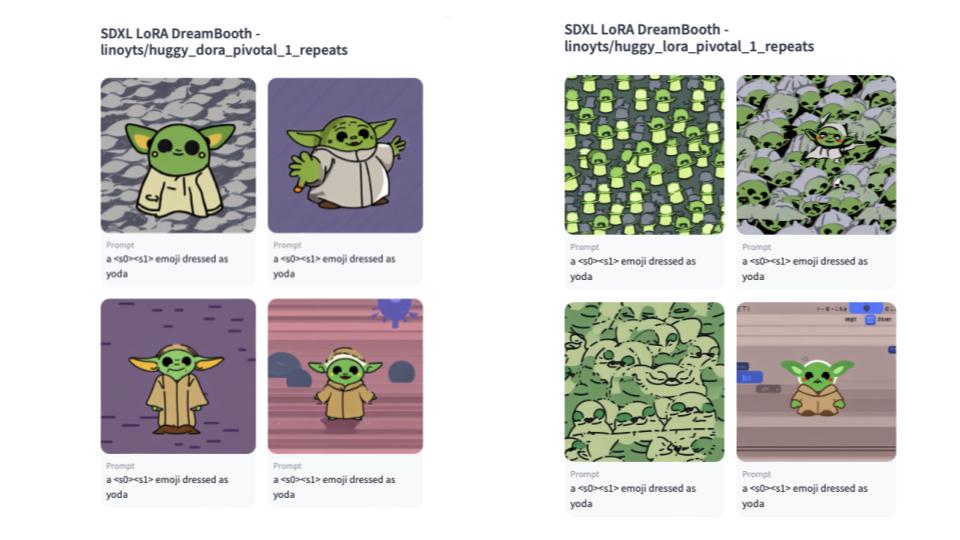 SDXL LoRA DreamBooth -
linoyts/huggy_dora_pivotal_1_repeats
Prompt
a <s0><s1> emoji dressed as
yoda
Prompt
a <s0><s1> emoji dressed as
yoda
Prompt
a <s0><s1> emoji dressed as
yoda
Prompt
a <s0><s1> emoji dressed as
yoda
SDXL LoRA DreamBooth -
linoyts/huggy_lora_pivotal_1_repeats
Prompt
a <s0><s1> emoji dressed as
yoda
Prompt
a <s0><s1> emoji dressed as
yoda
Prompt
a <s0><s1> emoji dressed as
yoda
Prompt
a <s0><s1> emoji dressed as
yoda